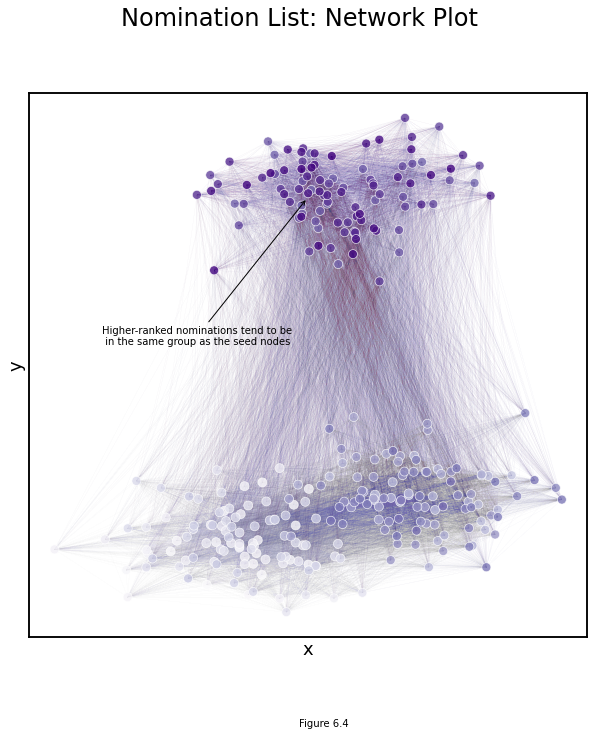 Nomination List: Network Plot
y
Higher-ranked nominations tend to be
in the same group as the seed nodes
x
Figure 6.4